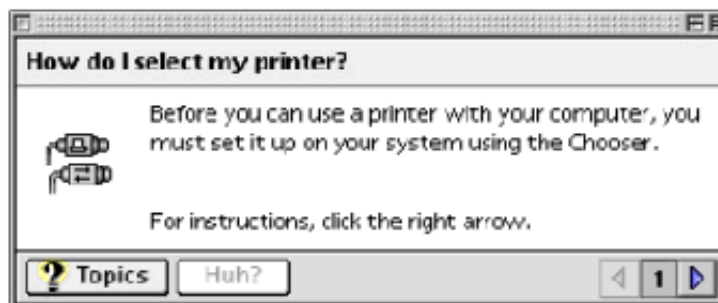 How do I select my printer?
Before you can use a printer with your computer, you
must set it up on your system using the Chooser.
For instructions, click the right arrow.
? Topics
Huh?
1